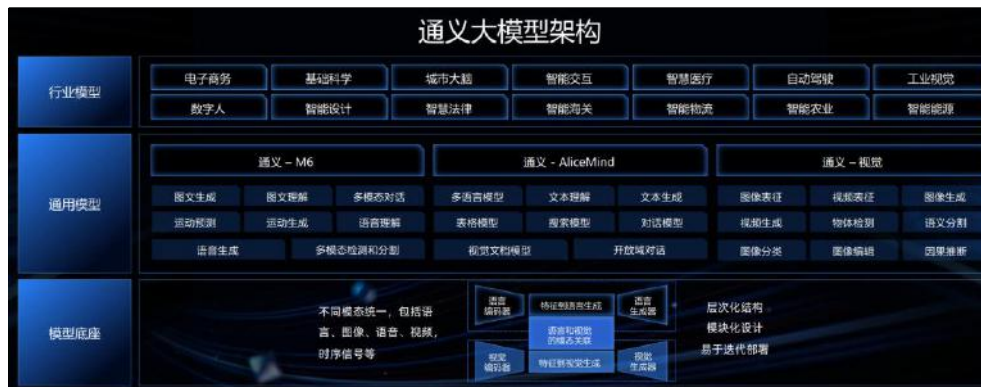 通义大模型架构
行业模型
电子商务 基础科学 城市大脑 智能交互 智慧医疗 自动驾驶 工业视觉
数字人 智能设计 智慧法律 智能海关 智能物流 智能农业 智能能源
通用模型
通义 – M6 通义 - AliceMind 通义 – 视觉
图文生成 图文理解 多模态对话 多语言模型 文本理解 文本生成 图像表征 视频表征 图像生成
运动预测 运动生成 语音理解 表格模型 搜索模型 对话模型 视频生成 物体检测 语义分割
语音生成 多模态检测和分割 视觉文档模型 开放域对话 图像分类 图像编辑 因果推断
模型底座
不同模态统一，包括语
言、图像、语音、视频，
时序信号等
语言
编码器
特征到语言生成
语言
生成器
语言和视觉
的模态关联
视觉
编码器
特征到视觉生成
视觉
生成器
层次化结构
模块化设计
易于迭代部署